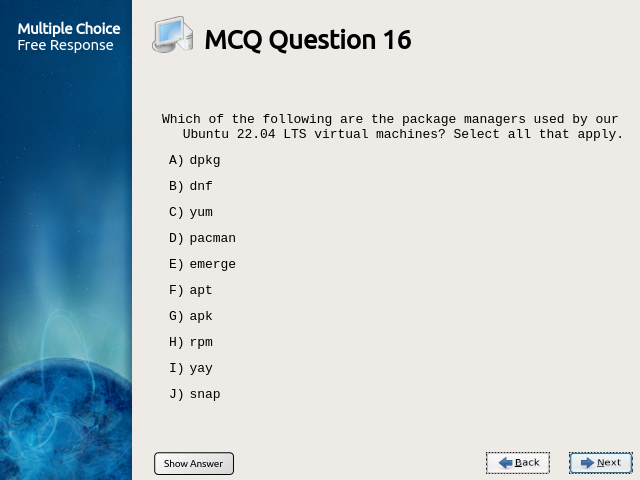 Multiple Choice
Free Response
MCQ Question 16
Which of the following are the package managers used by our
Ubuntu 22.04 LTS virtual machines? Select all that apply.
A) dpkg
B) dnf
C) yum
D) pacman
E) emerge
F) apt
G) apk
H) rpm
I) yay
J) snap
Show Answer
Back
Next